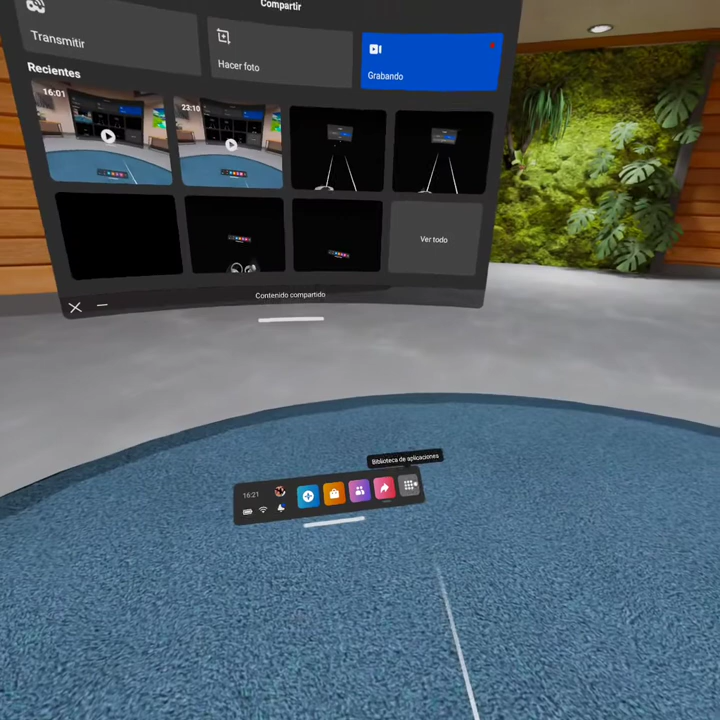 Compartir
Transmitir
Hacer foto
Grabando
Recientes
16:01
23:10
Ver todo
Contenido compartido
Biblioteca de aplicaciones
16:21